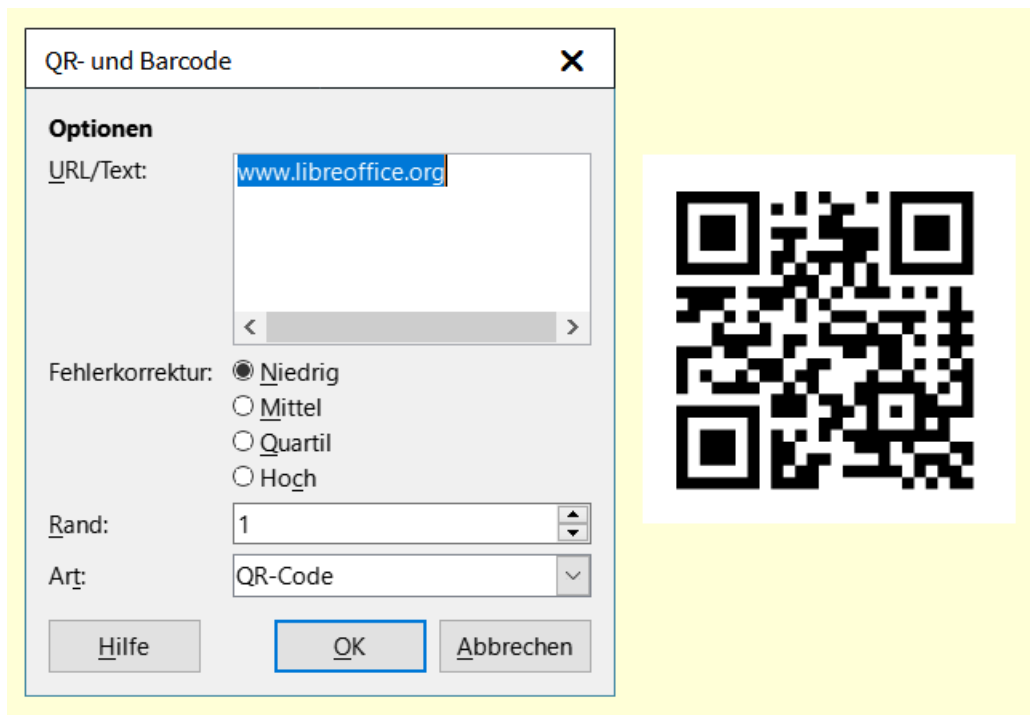 QR- und Barcode
Optionen
URL/Text:
www.libreoffice.org
Fehlerkorrektur:
Niedrig
Mittel
Quartil
Hoch
Rand:
1
Art:
QR-Code
Hilfe
OK
Abbrechen